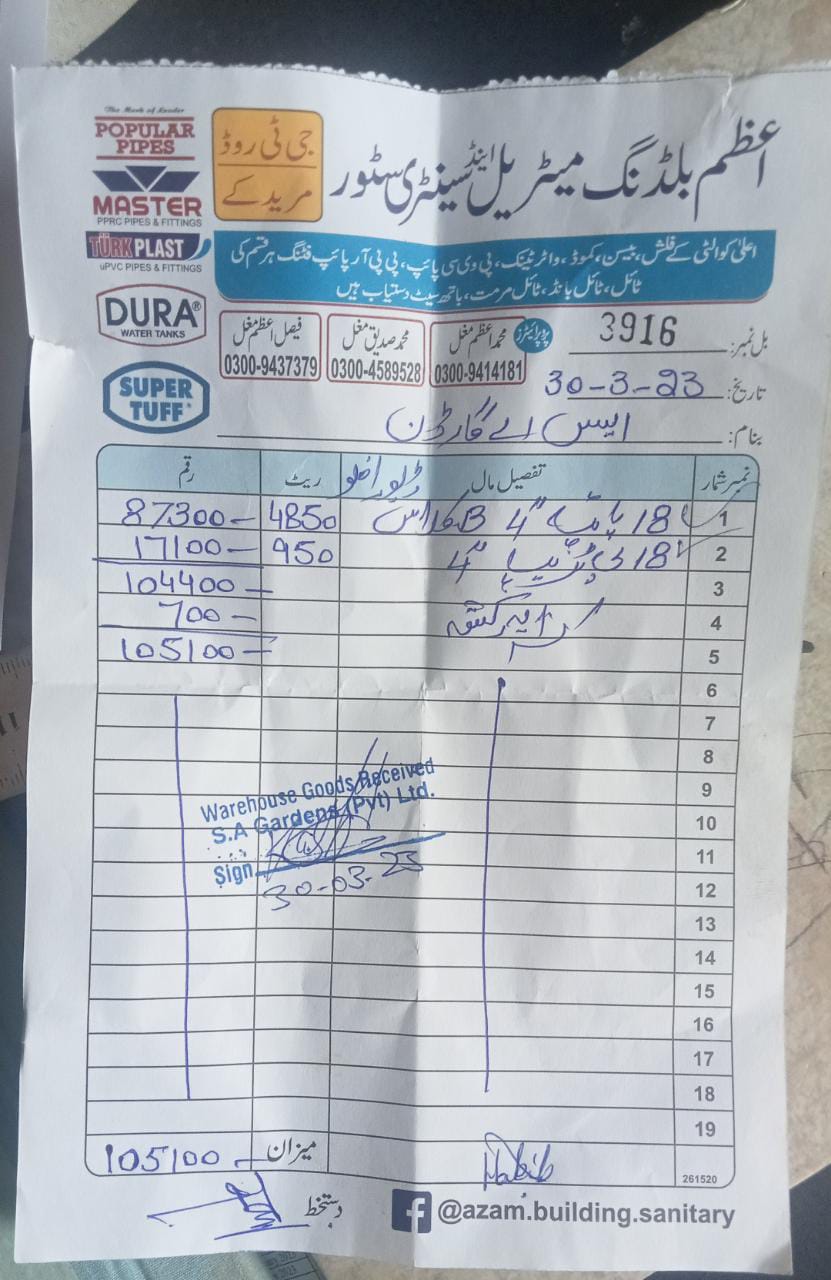 The Mark of Leader
POPULAR
PIPES
MASTER
PPRC PIPES & FITTINGS
TÜRK PLAST
uPVC PIPES & FITTINGS
DURA®
WATER TANKS
SUPER
TUFF
جی ٹی روڈ
مریدکے
اعظم بلڈنگ میٹریل اینڈ سینٹری سٹور
اعلیٰ کوالٹی کے فلش، بیسن، کموڈ، واٹر ٹینک، پی وی سی پائپ، پی پی آر پائپ فٹنگ ہر قسم کی
ٹائل، ٹائل بانڈ، ٹائل مرمت، باتھ سیٹ دستیاب ہیں
پروپرائیٹرز
محمد اعظم مغل
0300-9414181
محمد صدیق مغل
0300-4589528
فیصل اعظم مغل
0300-9437379
بل نمبر: 3916
تاریخ: 30-3-23
بنام: ایس اے گارڈن
نمبر شمار تفصیل مال ریٹ رقم
1 18 پائپ 4" B کلاس 4850 87300-
2 18 4" 950 17100-
3 104400-
4 700-
5 105100-
6
7
8
9
10
11
12
13
14
15
16
17
18
19
Warehouse Goods Received
S.A Gardens (Pvt) Ltd.
Sign
30-03-23
میزان 105100-
261520
دستخط
@azam.building.sanitary